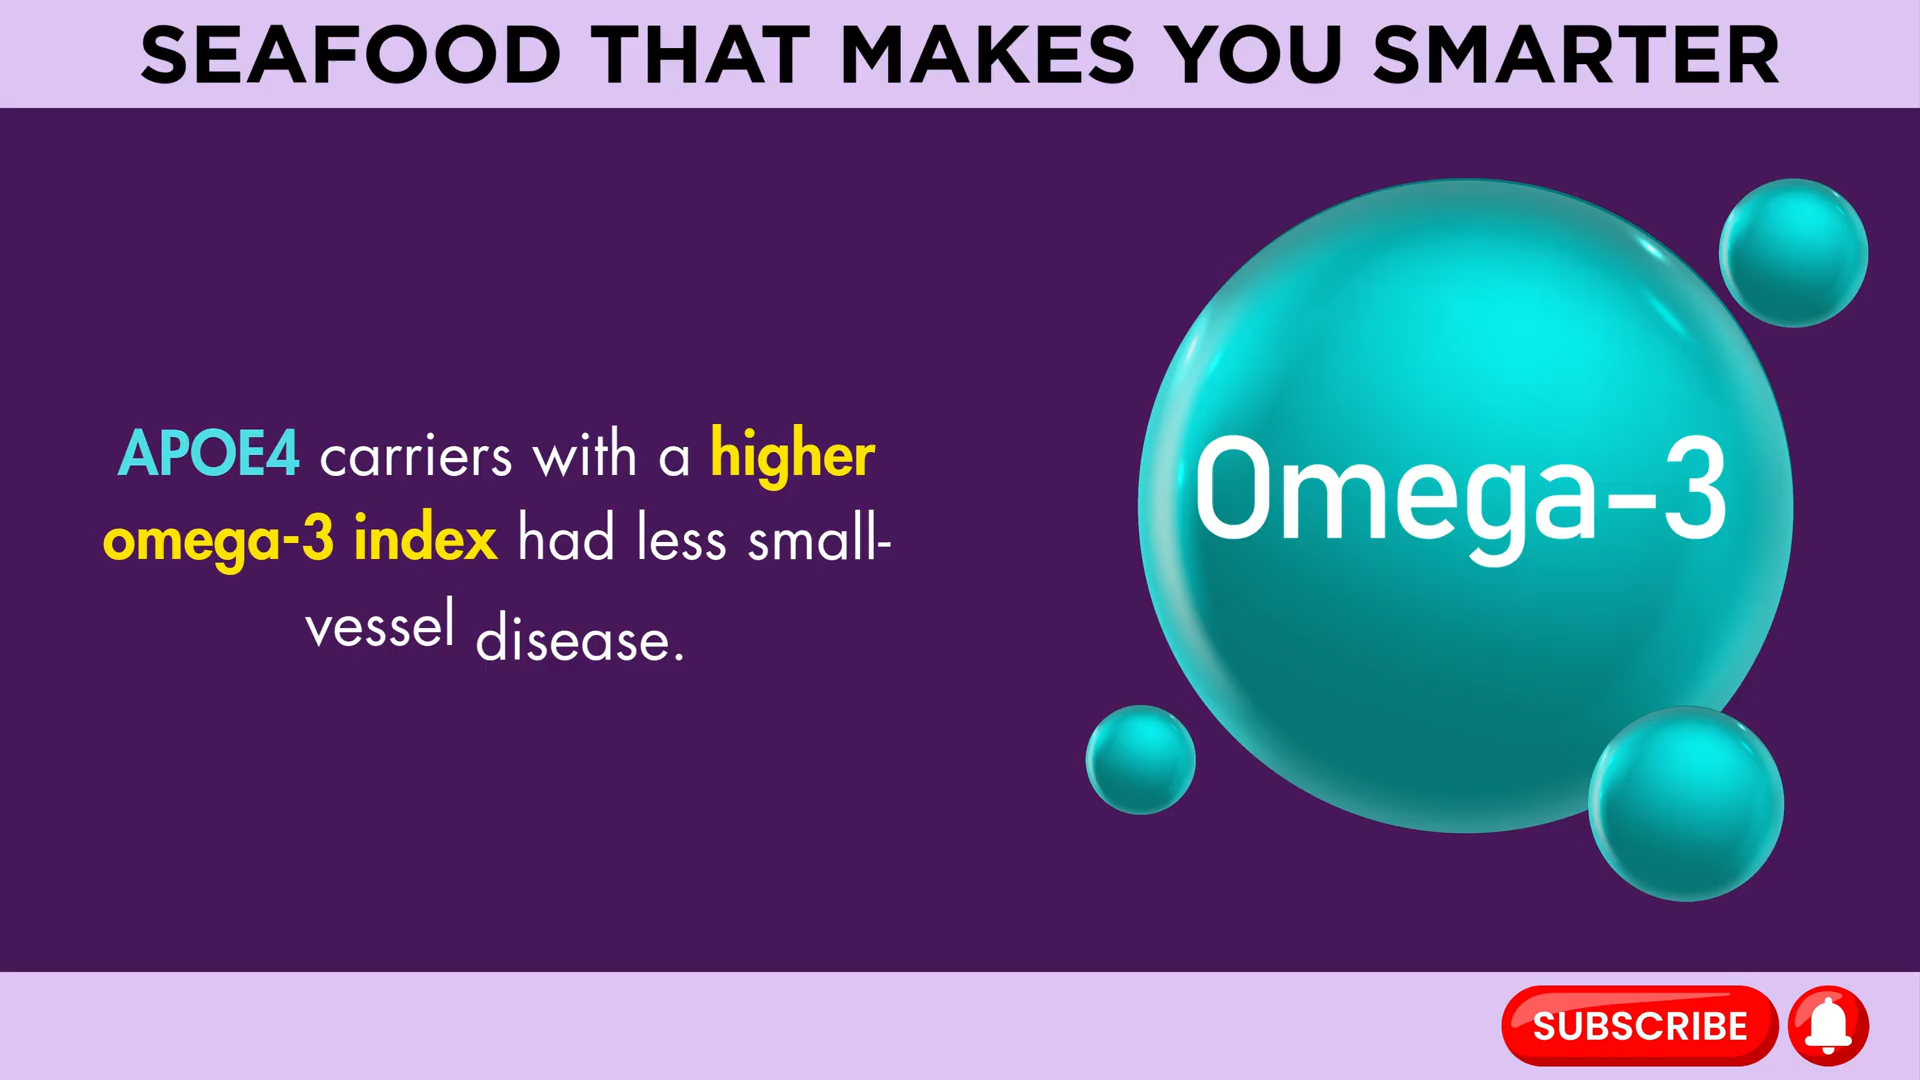 SEAFOOD THAT MAKES YOU SMARTER
APOE4 carriers with a higher
omega-3 index had less small-
vessel disease.
Omega-3
SUBSCRIBE